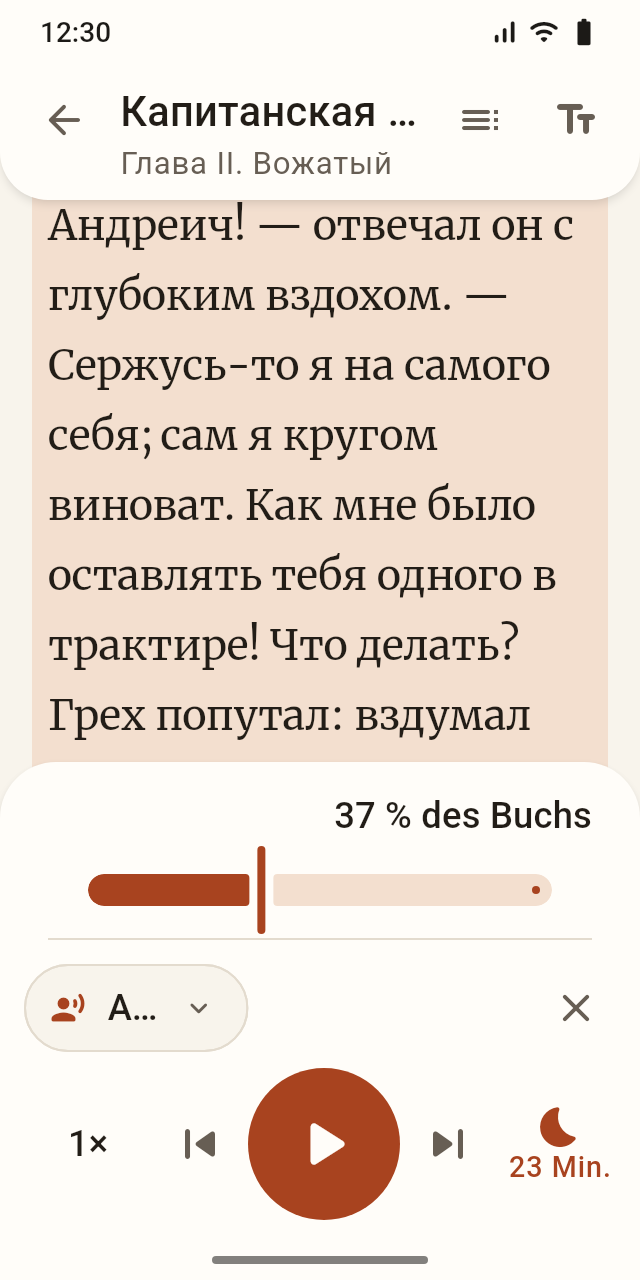 12:30
Капитанская ...
Глава II. Вожатый
Андреич! — отвечал он с
глубоким вздохом. —
Сержусь-то я на самого
себя; сам я кругом
виноват. Как мне было
оставлять тебя одного в
трактире! Что делать?
Грех попутал: вздумал
37 % des Buchs
А...
1×
23 Min.